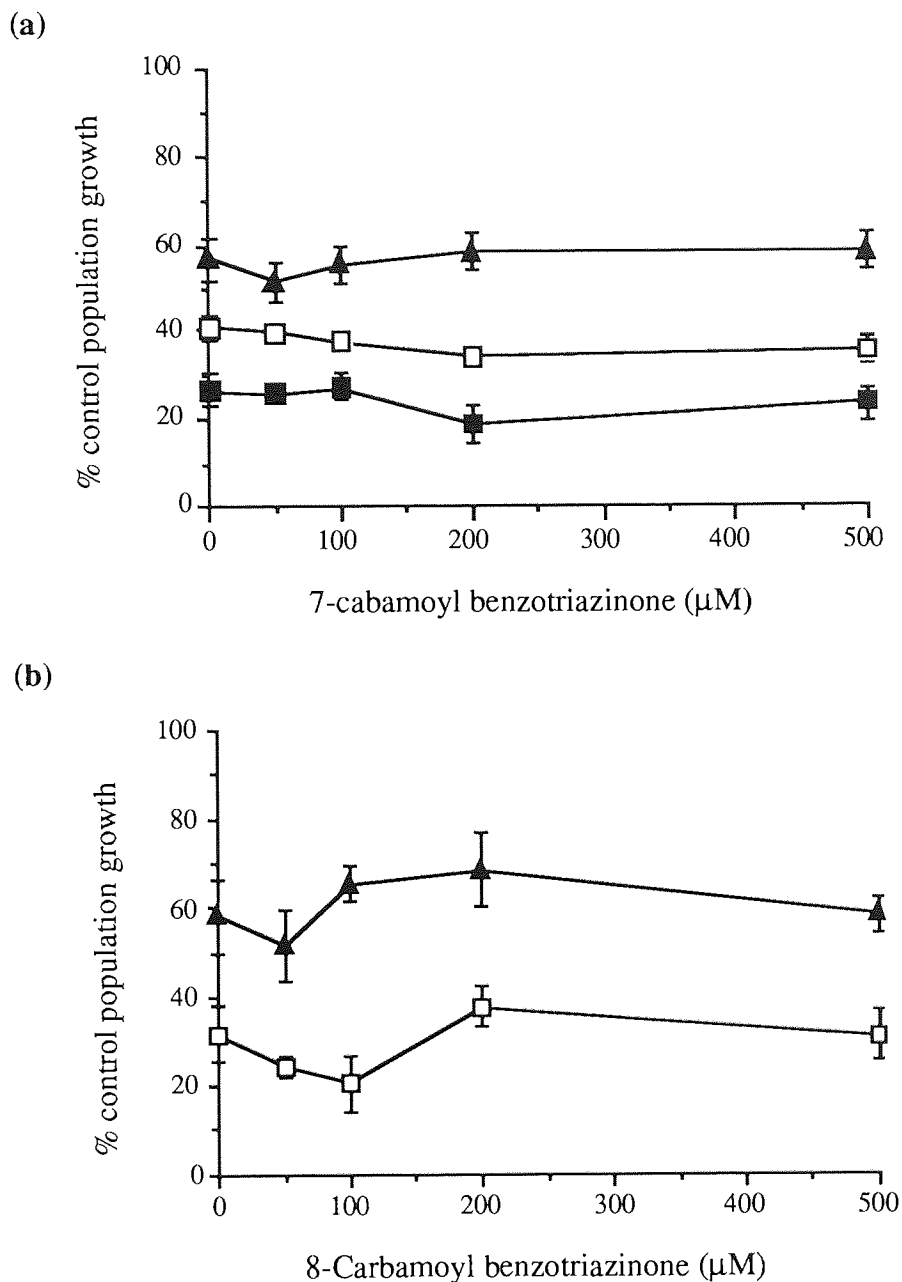 (a)
% control population growth
100
80
60
40
20
0
0 100 200 300 400 500
7-cabamoyl benzotriazinone (μM)
(b)
% control population growth
100
80
60
40
20
0
0 100 200 300 400 500
8-Carbamoyl benzotriazinone (μM)